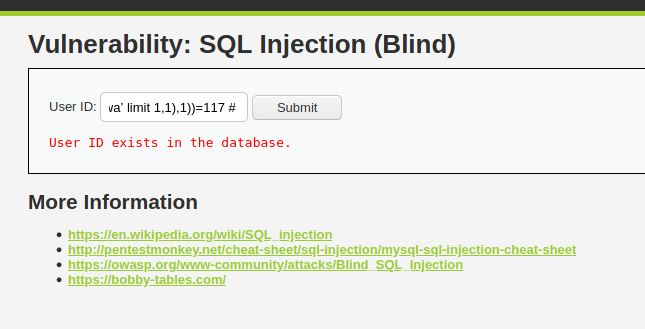 Vulnerability: SQL Injection (Blind)
User ID: va' limit 1,1),1))=117 # Submit
User ID exists in the database.
More Information
• https://en.wikipedia.org/wiki/SQL_injection
• http://pentestmonkey.net/cheat-sheet/sql-injection/mysql-sql-injection-cheat-sheet
• https://owasp.org/www-community/attacks/Blind_SQL_Injection
• https://bobby-tables.com/